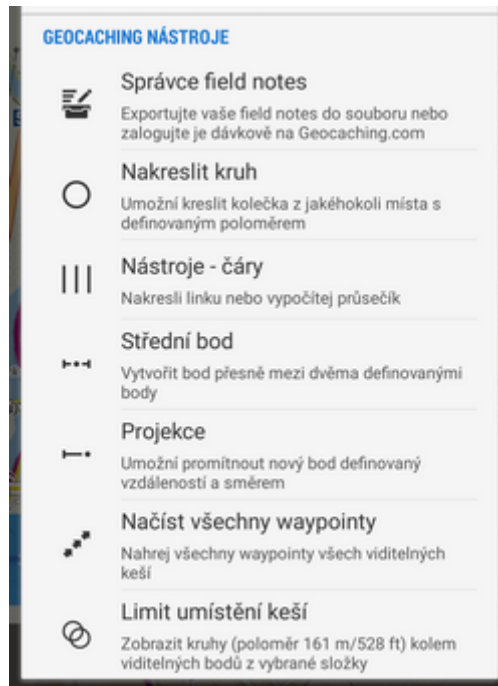 GEOCACHING NÁSTROJE
Správce field notes
Exportujte vaše field notes do souboru nebo
zalogujte je dávkově na Geocaching.com
Nakreslit kruh
Umožní kreslit kolečka z jakéhokoli místa s
definovaným poloměrem
Nástroje - čáry
Nakresli linku nebo vypočítej průsečík
Střední bod
Vytvořit bod přesně mezi dvěma definovanými
body
Projekce
Umožní promítnout nový bod definovaný
vzdáleností a směrem
Načíst všechny waypointy
Nahrej všechny waypointy všech viditelných
keší
Limit umístění keší
Zobrazit kruhy (poloměr 161 m/528 ft) kolem
viditelných bodů z vybrané složky